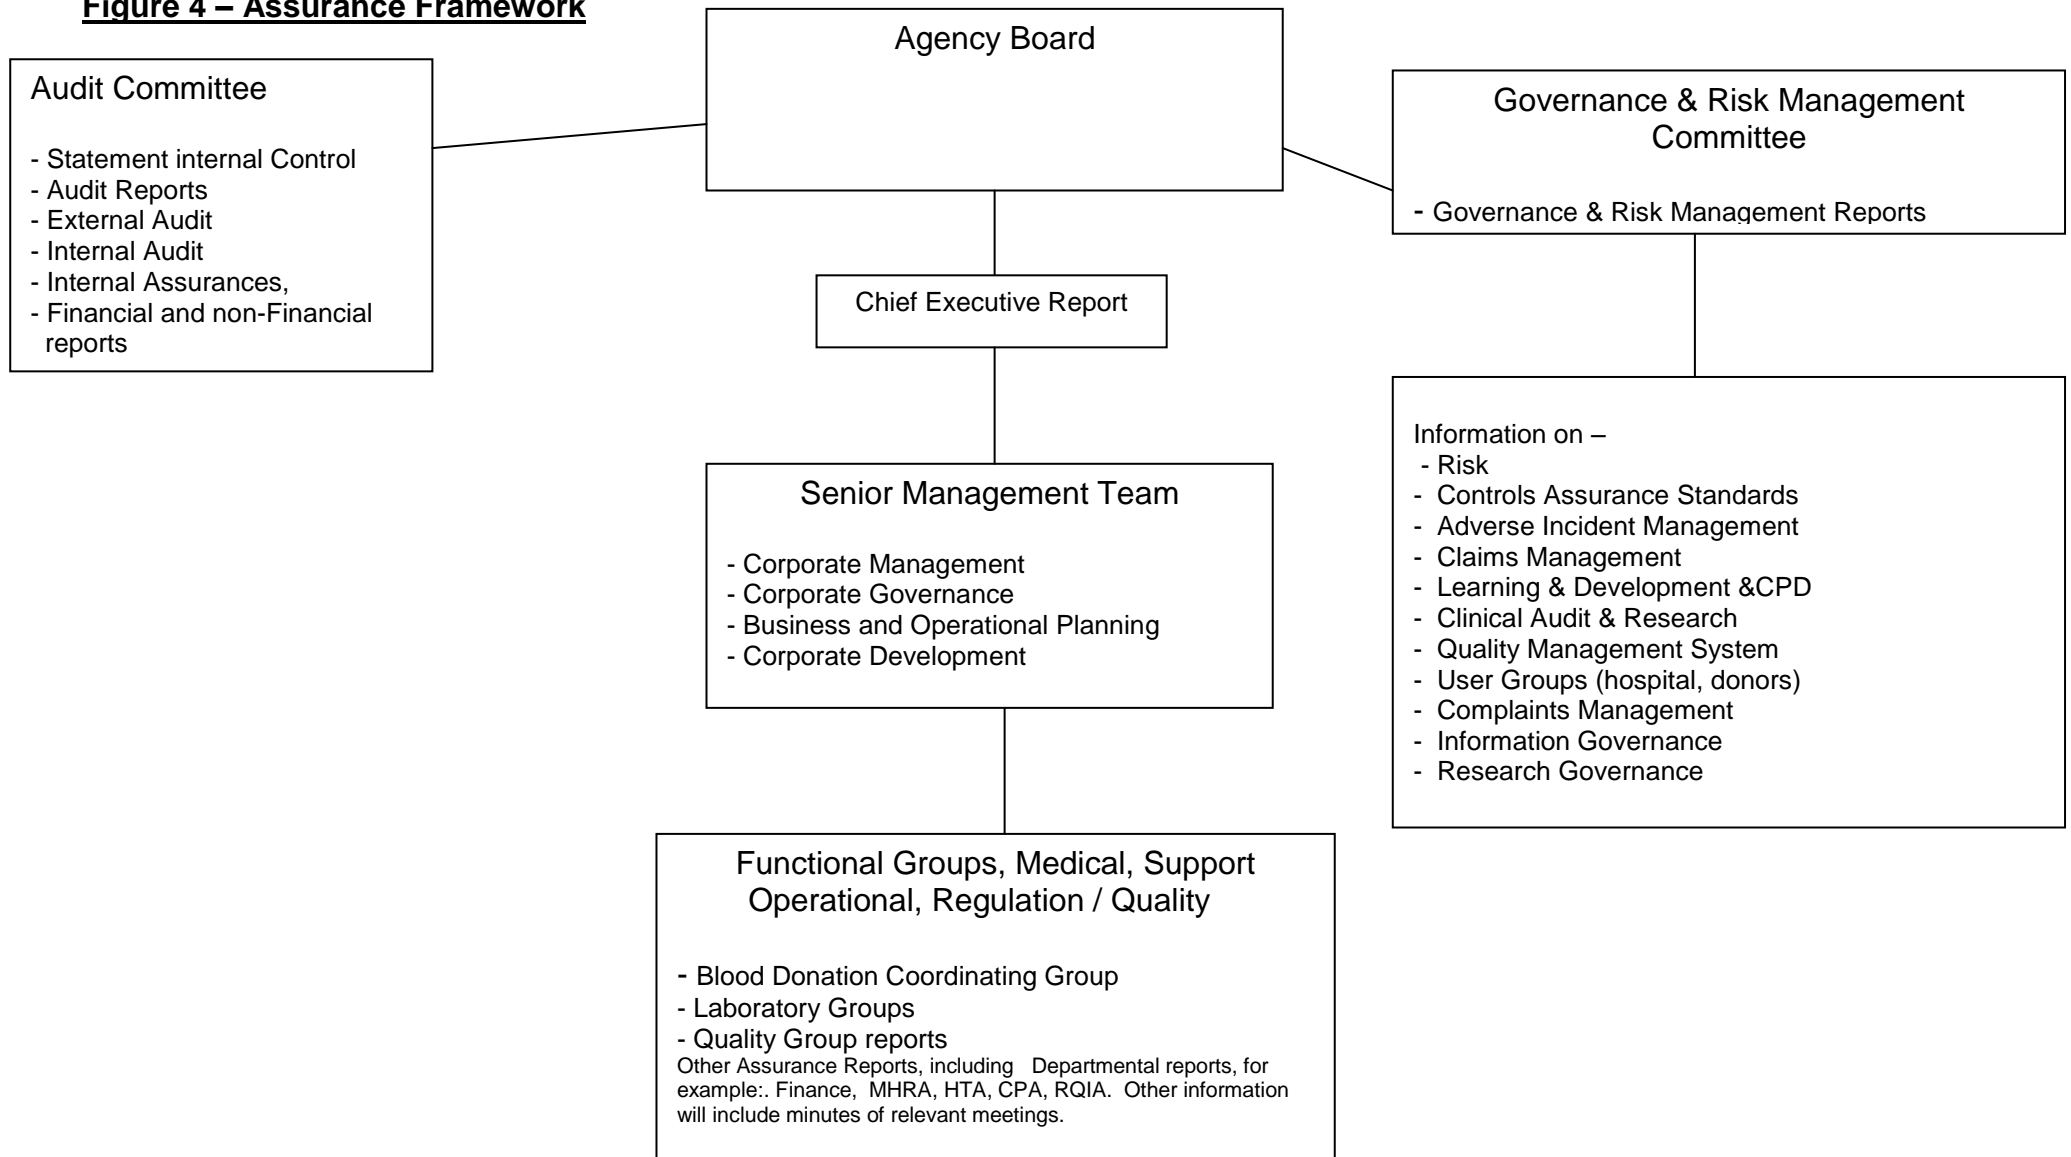 Figure 4 – Assurance Framework
Agency Board
Audit Committee
- Statement internal Control
- Audit Reports
- External Audit
- Internal Audit
- Internal Assurances,
- Financial and non-Financial
reports
Governance & Risk Management
Committee
- Governance & Risk Management Reports
Chief Executive Report
Senior Management Team
- Corporate Management
- Corporate Governance
- Business and Operational Planning
- Corporate Development
Information on –
- Risk
- Controls Assurance Standards
- Adverse Incident Management
- Claims Management
- Learning & Development &CPD
- Clinical Audit & Research
- Quality Management System
- User Groups (hospital, donors)
- Complaints Management
- Information Governance
- Research Governance
Functional Groups, Medical, Support
Operational, Regulation / Quality
- Blood Donation Coordinating Group
- Laboratory Groups
- Quality Group reports
Other Assurance Reports, including Departmental reports, for
example:. Finance, MHRA, HTA, CPA, RQIA. Other information
will include minutes of relevant meetings.